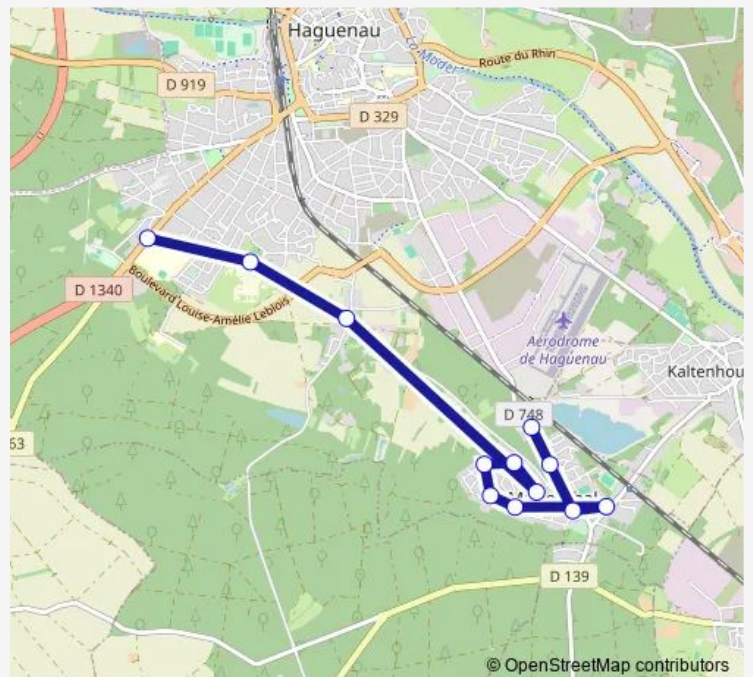 Haguenau
La Moder
Route du Rhin
D 919
D 329
Boulevard Louise-Amélie Leblois
D 1340
Aérodrome
de Haguenau
Kaltenhou
D 748
63
D 139
© OpenStreetMap contributors